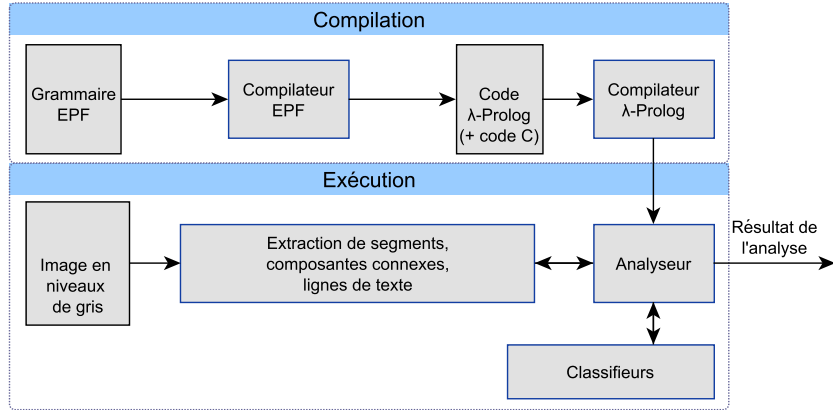 Compilation
Grammaire
EPF
Compilateur
EPF
Code
λ-Prolog
(+ code C)
Compilateur
λ-Prolog
Exécution
Image en
niveaux
de gris
Extraction de segments,
composantes connexes,
lignes de texte
Analyseur
Résultat de
l'analyse
Classifieurs